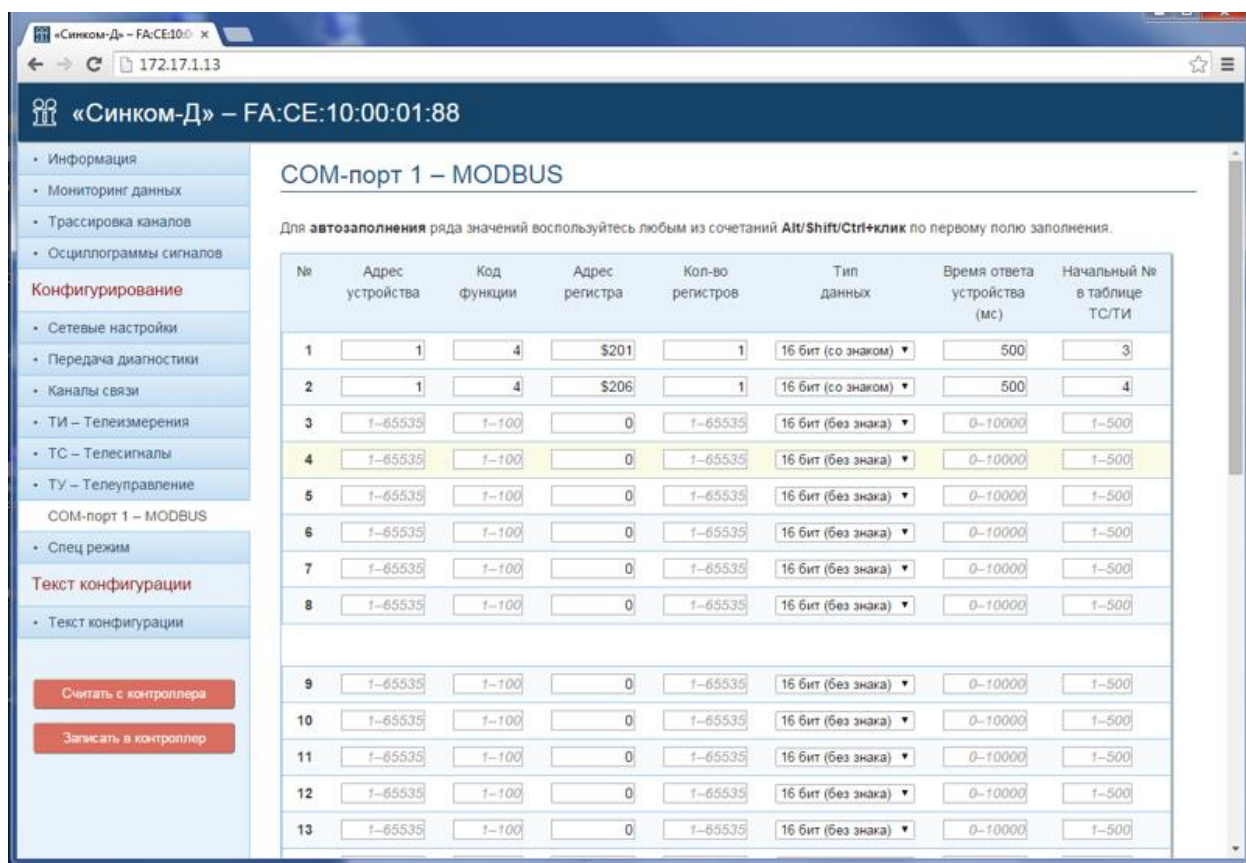 «Синком-Д» – FA:CE:10:0
172.17.1.13
«Синком-Д» – FA:CE:10:00:01:88
Информация
Мониторинг данных
Трассировка каналов
Осциллограммы сигналов
Конфигурирование
Сетевые настройки
Передача диагностики
Каналы связи
ТИ – Телеизмерения
ТС – Телесигналы
ТУ – Телеуправление
COM-порт 1 – MODBUS
Спец режим
Текст конфигурации
Текст конфигурации
Считать с контроллера
Записать в контроллер
COM-порт 1 – MODBUS
Для автозаполнения ряда значений воспользуйтесь любым из сочетаний Alt/Shift/Ctrl+клик по первому полю заполнения.
№ Адрес устройства Код функции Адрес регистра Кол-во регистров Тип данных Время ответа устройства (мс) Начальный № в таблице ТС/ТИ
1 1 4 $201 1 16 бит (со знаком) 500 3
2 1 4 $206 1 16 бит (со знаком) 500 4
3 1–65535 1–100 0 1–65535 16 бит (без знака) 0–10000 1–500
4 1–65535 1–100 0 1–65535 16 бит (без знака) 0–10000 1–500
5 1–65535 1–100 0 1–65535 16 бит (без знака) 0–10000 1–500
6 1–65535 1–100 0 1–65535 16 бит (без знака) 0–10000 1–500
7 1–65535 1–100 0 1–65535 16 бит (без знака) 0–10000 1–500
8 1–65535 1–100 0 1–65535 16 бит (без знака) 0–10000 1–500
9 1–65535 1–100 0 1–65535 16 бит (без знака) 0–10000 1–500
10 1–65535 1–100 0 1–65535 16 бит (без знака) 0–10000 1–500
11 1–65535 1–100 0 1–65535 16 бит (без знака) 0–10000 1–500
12 1–65535 1–100 0 1–65535 16 бит (без знака) 0–10000 1–500
13 1–65535 1–100 0 1–65535 16 бит (без знака) 0–10000 1–500